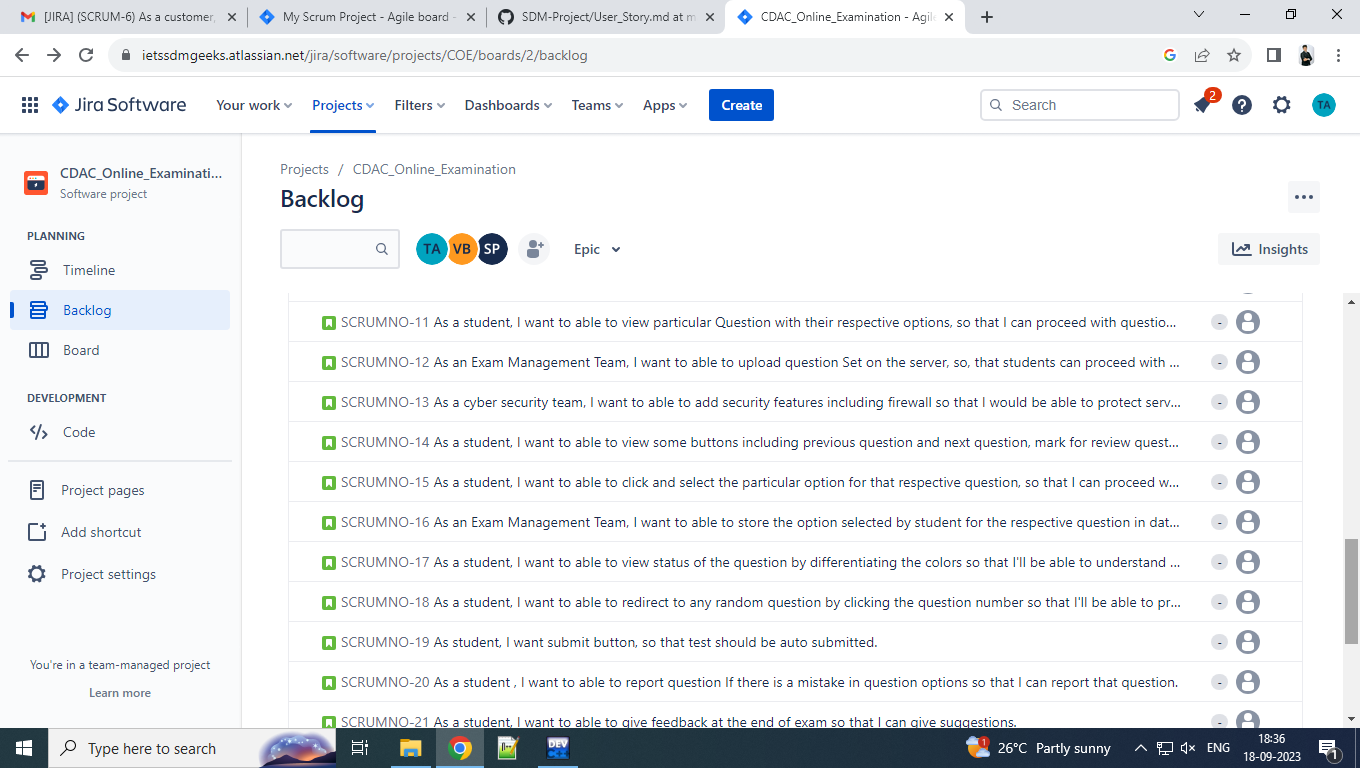 [JIRA] (SCRUM-6) As a customer,
My Scrum Project - Agile board -
SDM-Project/User_Story.md at m
CDAC_Online_Examination - Agile
ietssdmgeeks.atlassian.net/jira/software/projects/COE/boards/2/backlog
Jira Software
Your work
Projects
Filters
Dashboards
Teams
Apps
Create
Search
2
TA
CDAC_Online_Examinati...
Software project
PLANNING
Timeline
Backlog
Board
DEVELOPMENT
Code
Project pages
Add shortcut
Project settings
You're in a team-managed project
Learn more
Projects / CDAC_Online_Examination
Backlog
TA VB SP
Epic
Insights
SCRUMNO-11 As a student, I want to able to view particular Question with their respective options, so that I can proceed with questio... -
SCRUMNO-12 As an Exam Management Team, I want to able to upload question Set on the server, so, that students can proceed with ... -
SCRUMNO-13 As a cyber security team, I want to able to add security features including firewall so that I would be able to protect serv... -
SCRUMNO-14 As a student, I want to able to view some buttons including previous question and next question, mark for review quest... -
SCRUMNO-15 As a student, I want to able to click and select the particular option for that respective question, so that I can proceed w... -
SCRUMNO-16 As an Exam Management Team, I want to able to store the option selected by student for the respective question in dat... -
SCRUMNO-17 As a student, I want to able to view status of the question by differentiating the colors so that I'll be able to understand ... -
SCRUMNO-18 As a student, I want to able to redirect to any random question by clicking the question number so that I'll be able to pr... -
SCRUMNO-19 As student, I want submit button, so that test should be auto submitted. -
SCRUMNO-20 As a student , I want to able to report question If there is a mistake in question options so that I can report that question. -
SCRUMNO-21 As a student, I want to able to give feedback at the end of exam so that I can give suggestions. -
Type here to search
DEV
1
26°C Partly sunny
ENG
18:36
18-09-2023
1